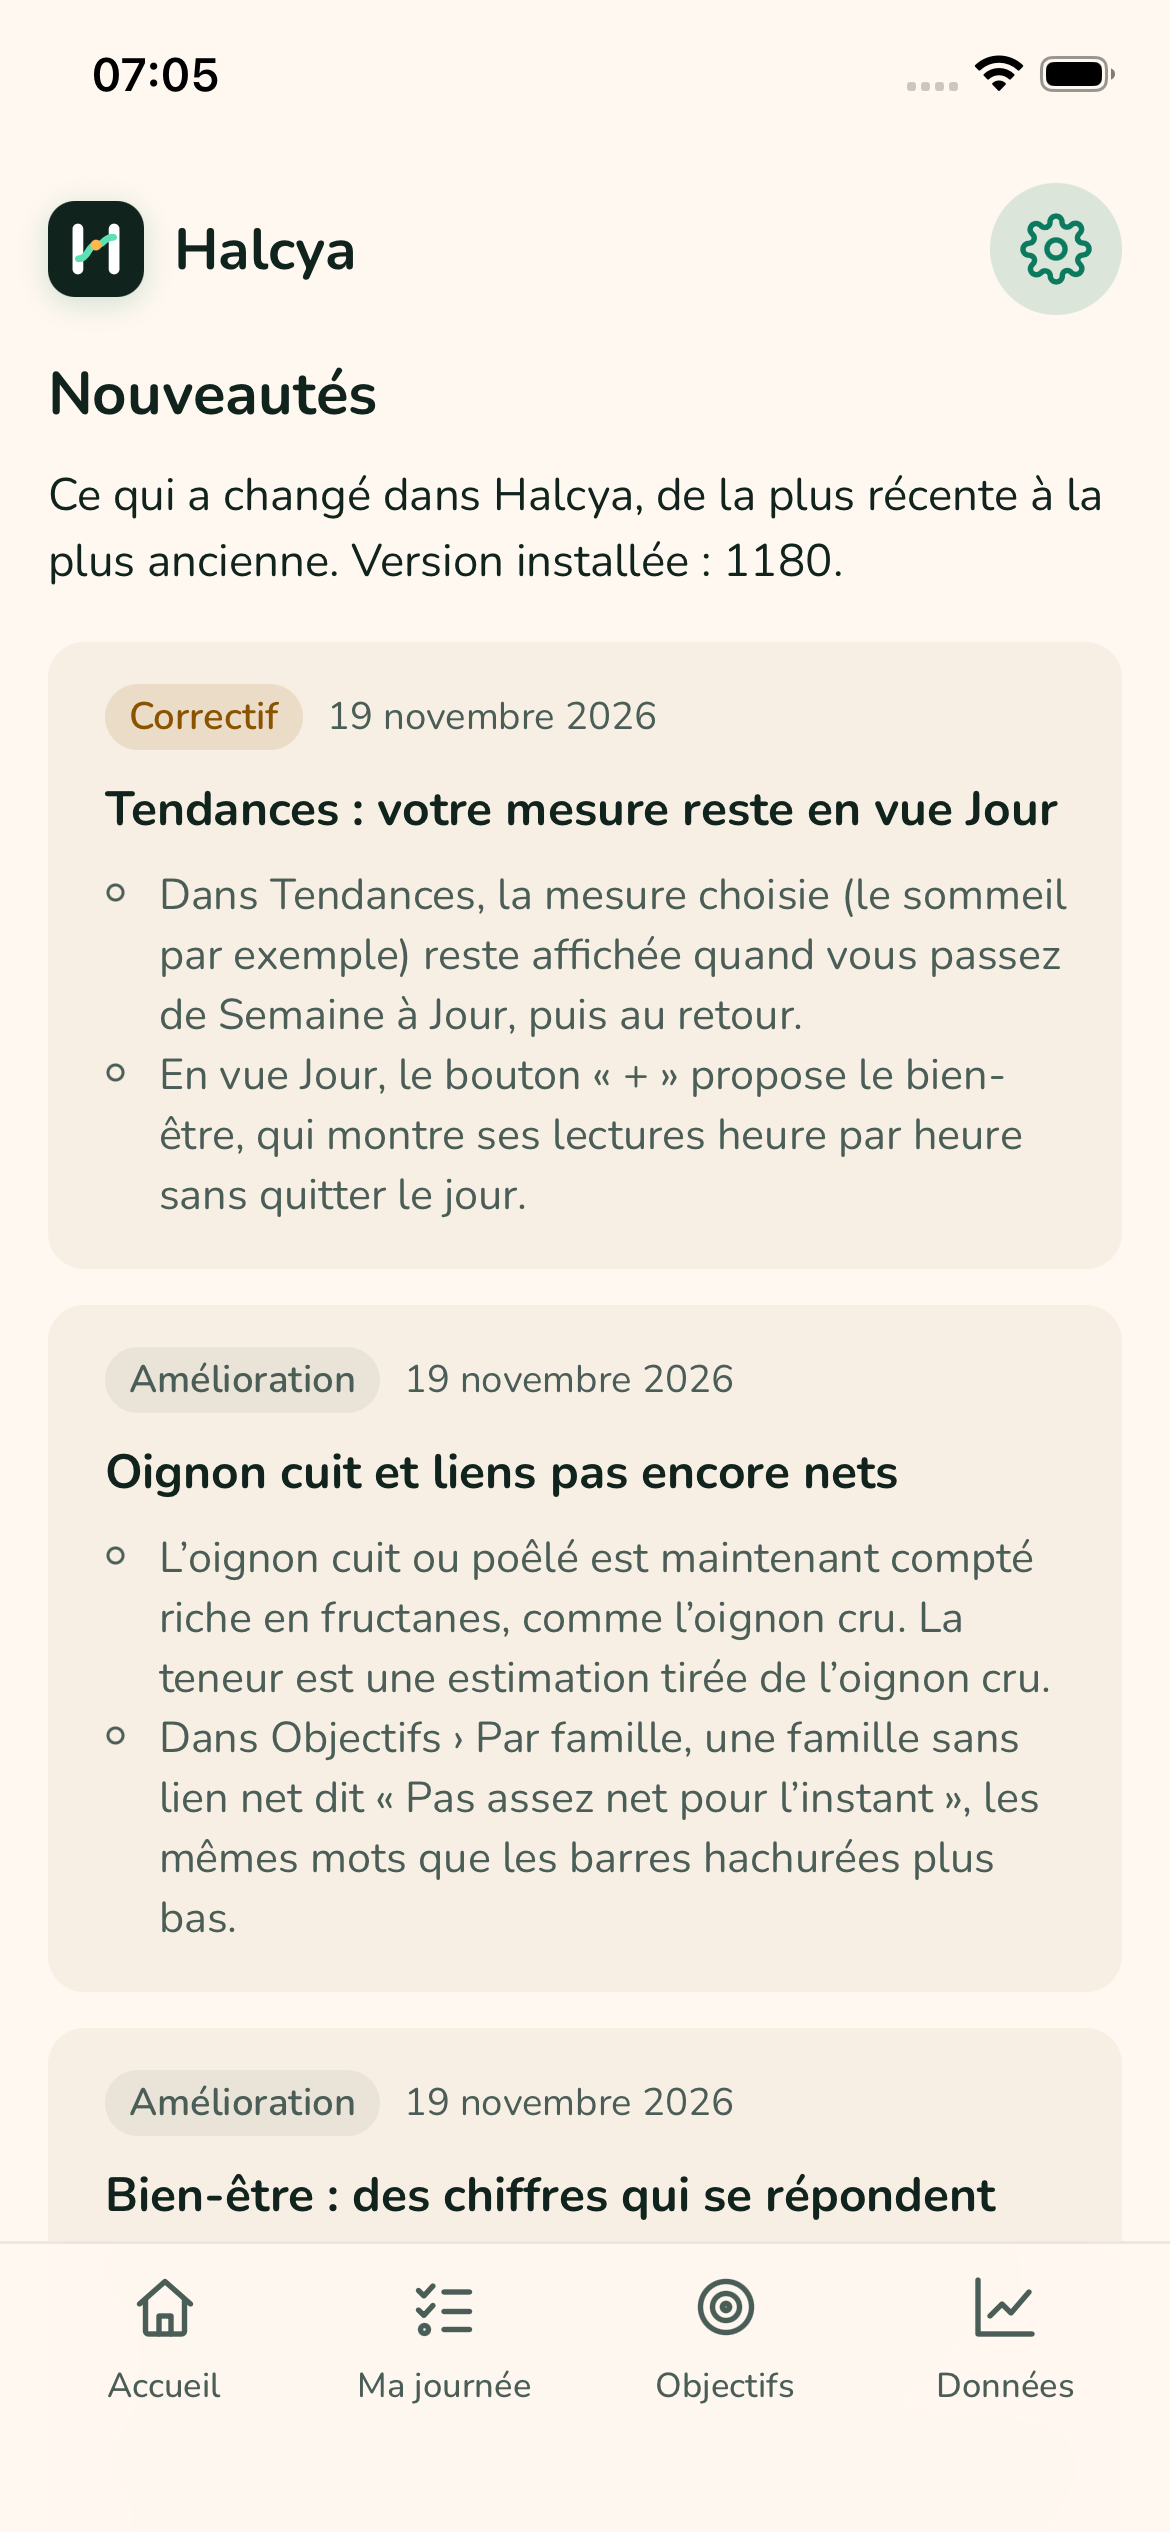 07:05
Halcya
Nouveautés
Ce qui a changé dans Halcya, de la plus récente à la
plus ancienne. Version installée : 1180.
Correctif 19 novembre 2026
Tendances : votre mesure reste en vue Jour
Dans Tendances, la mesure choisie (le sommeil
par exemple) reste affichée quand vous passez
de Semaine à Jour, puis au retour.
En vue Jour, le bouton « + » propose le bien-
être, qui montre ses lectures heure par heure
sans quitter le jour.
Amélioration 19 novembre 2026
Oignon cuit et liens pas encore nets
L’oignon cuit ou poêlé est maintenant compté
riche en fructanes, comme l’oignon cru. La
teneur est une estimation tirée de l’oignon cru.
Dans Objectifs › Par famille, une famille sans
lien net dit « Pas assez net pour l’instant », les
mêmes mots que les barres hachurées plus
bas.
Amélioration 19 novembre 2026
Bien-être : des chiffres qui se répondent
Accueil Ma journée Objectifs Données